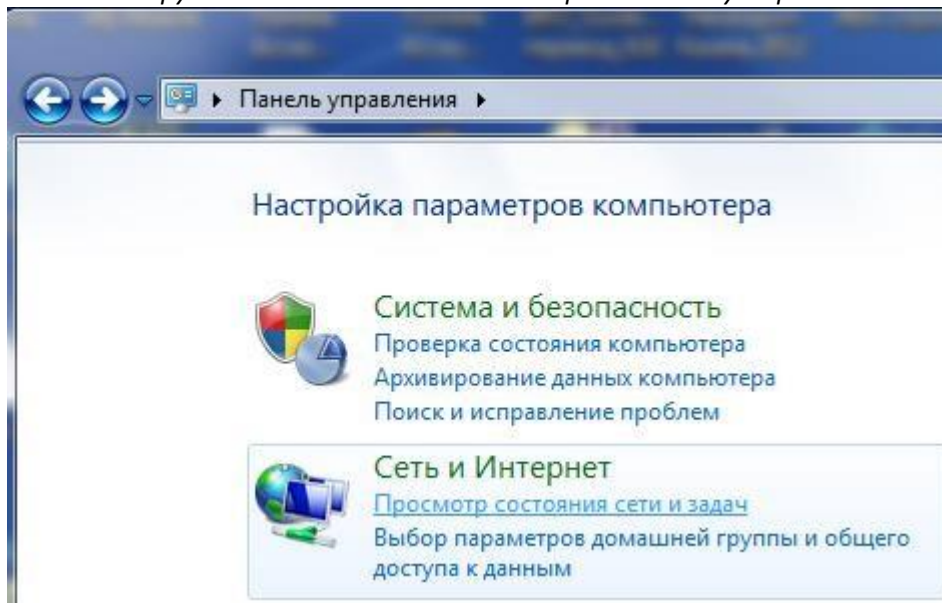 Панель управления
Настройка параметров компьютера
Система и безопасность
Проверка состояния компьютера
Архивирование данных компьютера
Поиск и исправление проблем
Сеть и Интернет
Просмотр состояния сети и задач
Выбор параметров домашней группы и общего
доступа к данным